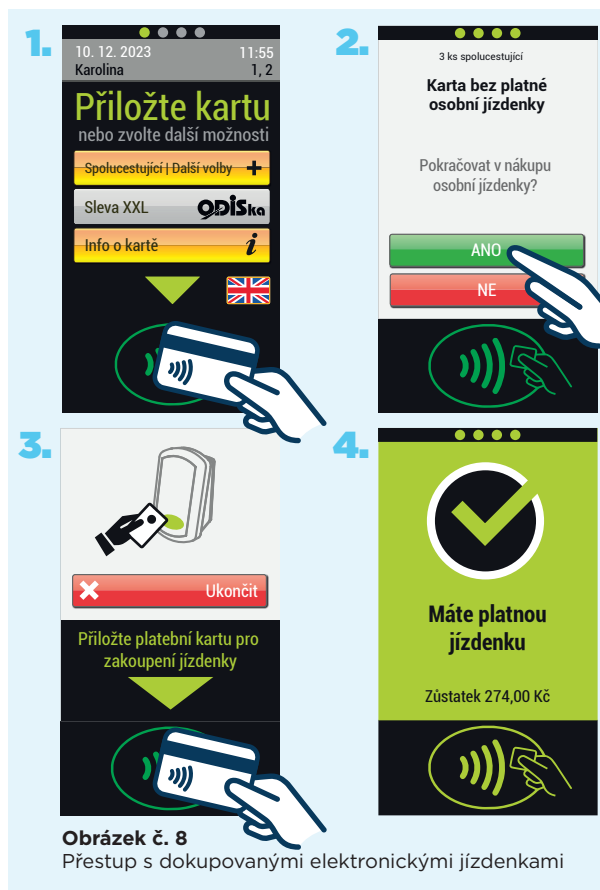 1.
10. 12. 2023 11:55
Karolina 1, 2
Přiložte kartu
nebo zvolte další možnosti
Spolucestující | Další volby +
Sleva XXL ODISka
Info o kartě i
2.
3 ks spolucestující
Karta bez platné
osobní jízdenky
Pokračovat v nákupu
osobní jízdenky?
ANO
NE
3.
Ukončit
Přiložte platební kartu pro
zakoupení jízdenky
4.
Máte platnou
jízdenku
Zůstatek 274,00 Kč
Obrázek č. 8
Přestup s dokupovanými elektronickými jízdenkami